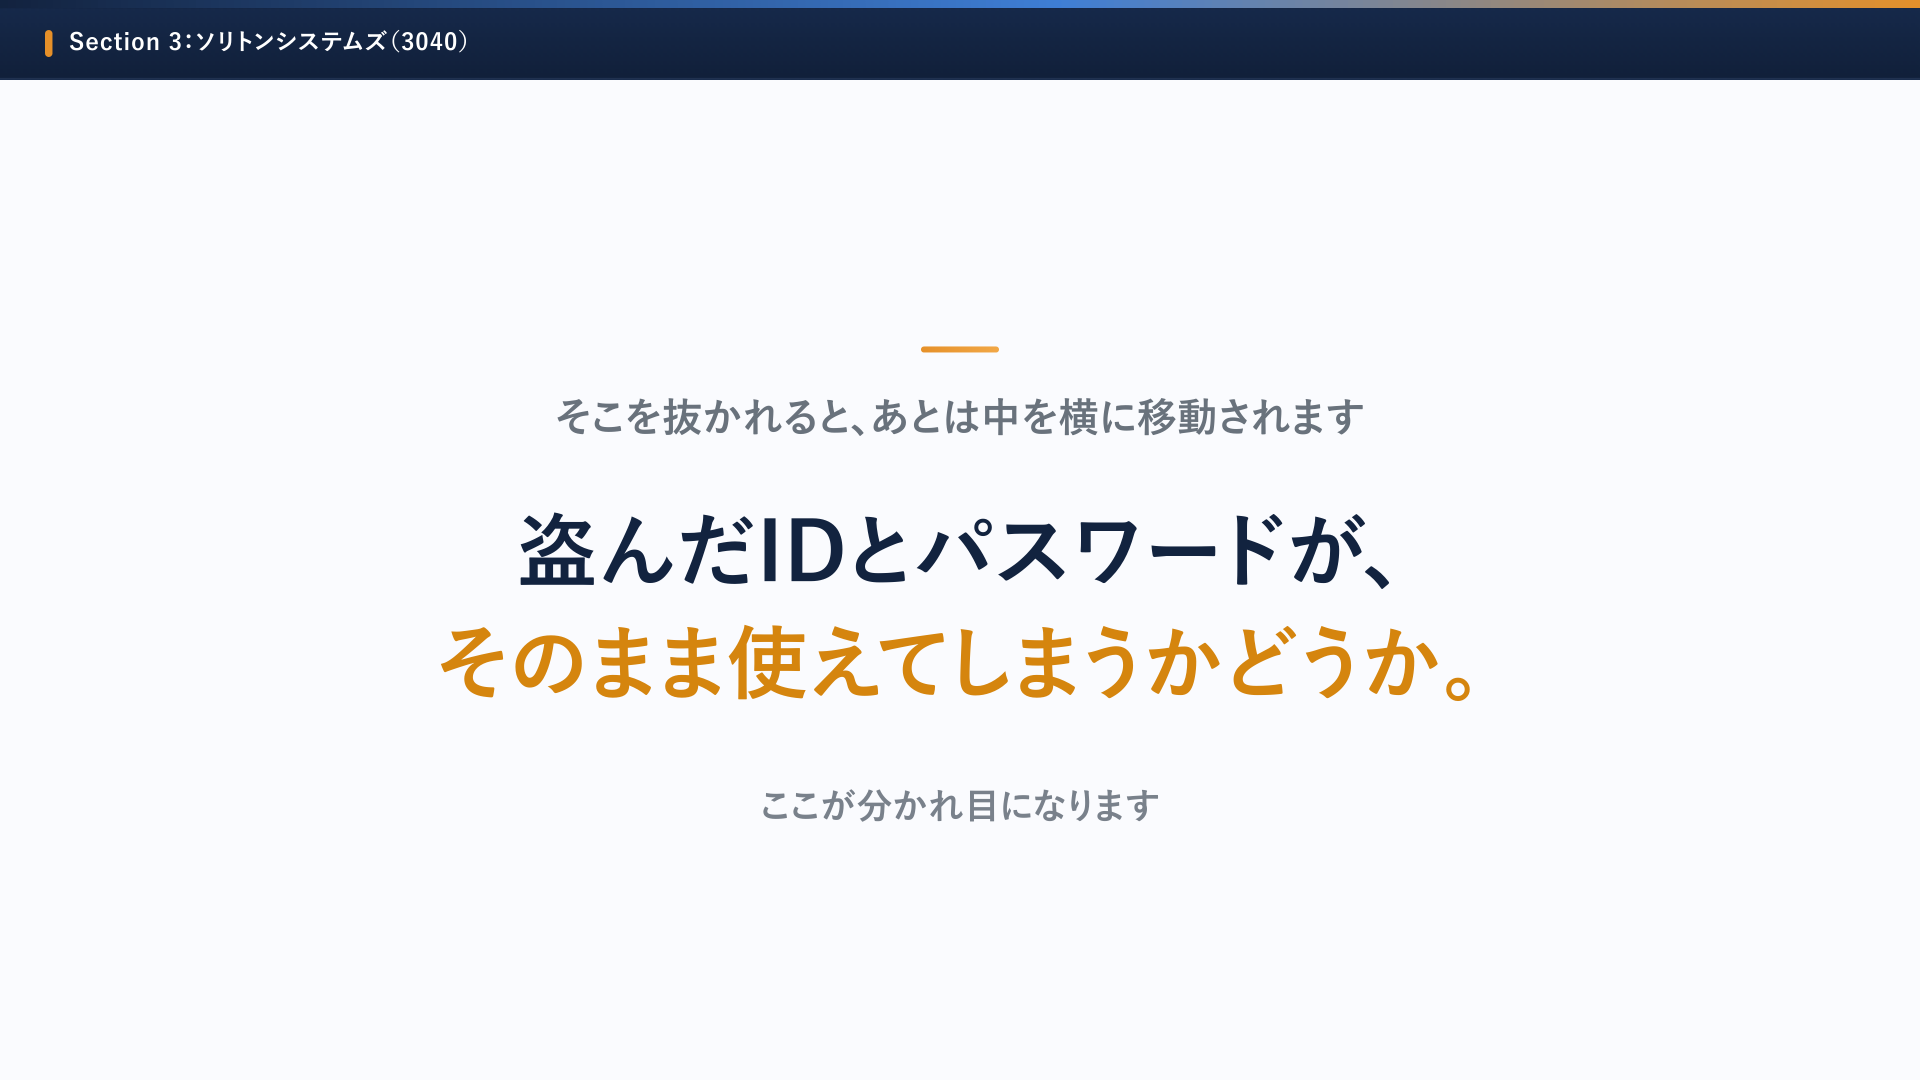 Section 3：ソリトンシステムズ（3040）
そこを抜かれると、あとは中を横に移動されます
盗んだIDとパスワードが、
そのまま使えてしまうかどうか。
ここが分かれ目になります